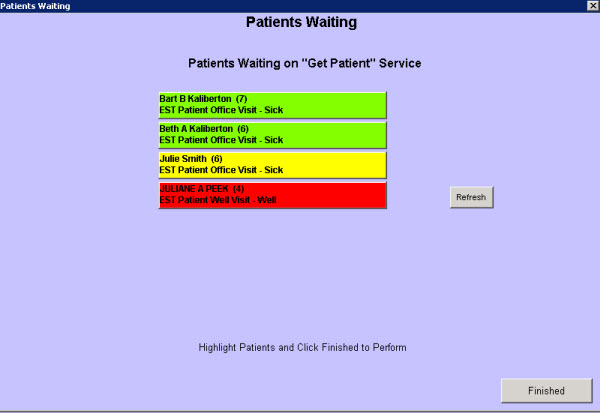 Patients Waiting
Patients Waiting
Patients Waiting on "Get Patient" Service
Bart B Kaliberton (7)
EST Patient Office Visit - Sick
Beth A Kaliberton (6)
EST Patient Office Visit - Sick
Julie Smith (6)
EST Patient Office Visit - Sick
JULIANE A PEEK (4)
EST Patient Well Visit - Well
Refresh
Highlight Patients and Click Finished to Perform
Finished